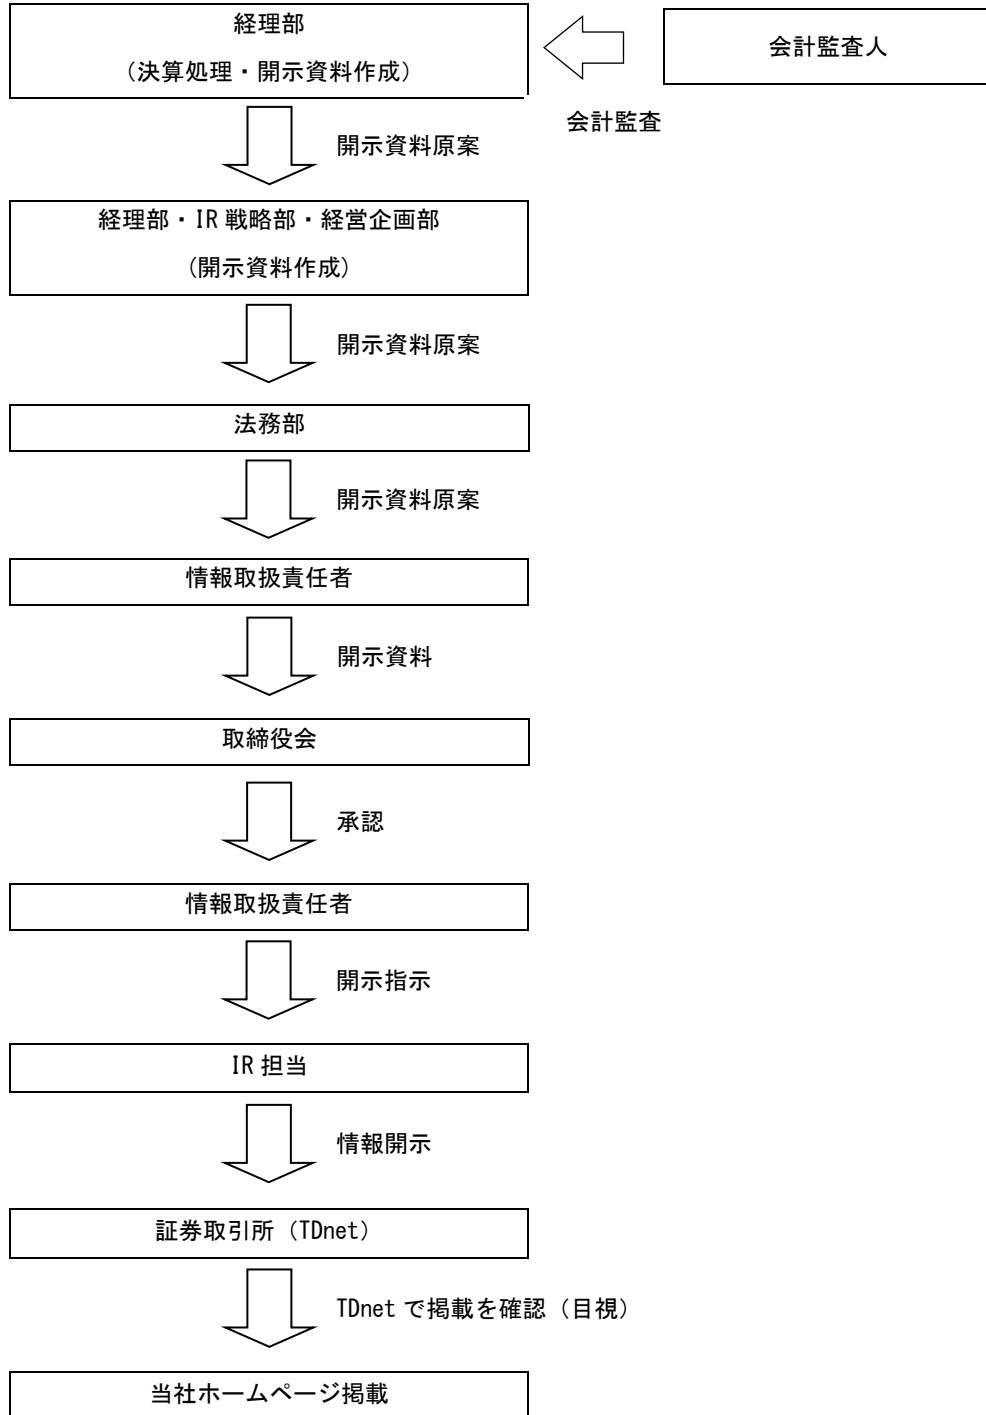 経理部
(決算処理・開示資料作成)
会計監査人
会計監査
開示資料原案
経理部・IR 戦略部・経営企画部
(開示資料作成)
開示資料原案
法務部
開示資料原案
情報取扱責任者
開示資料
取締役会
承認
情報取扱責任者
開示指示
IR 担当
情報開示
証券取引所(TDnet)
TDnet で掲載を確認(目視)
当社ホームページ掲載